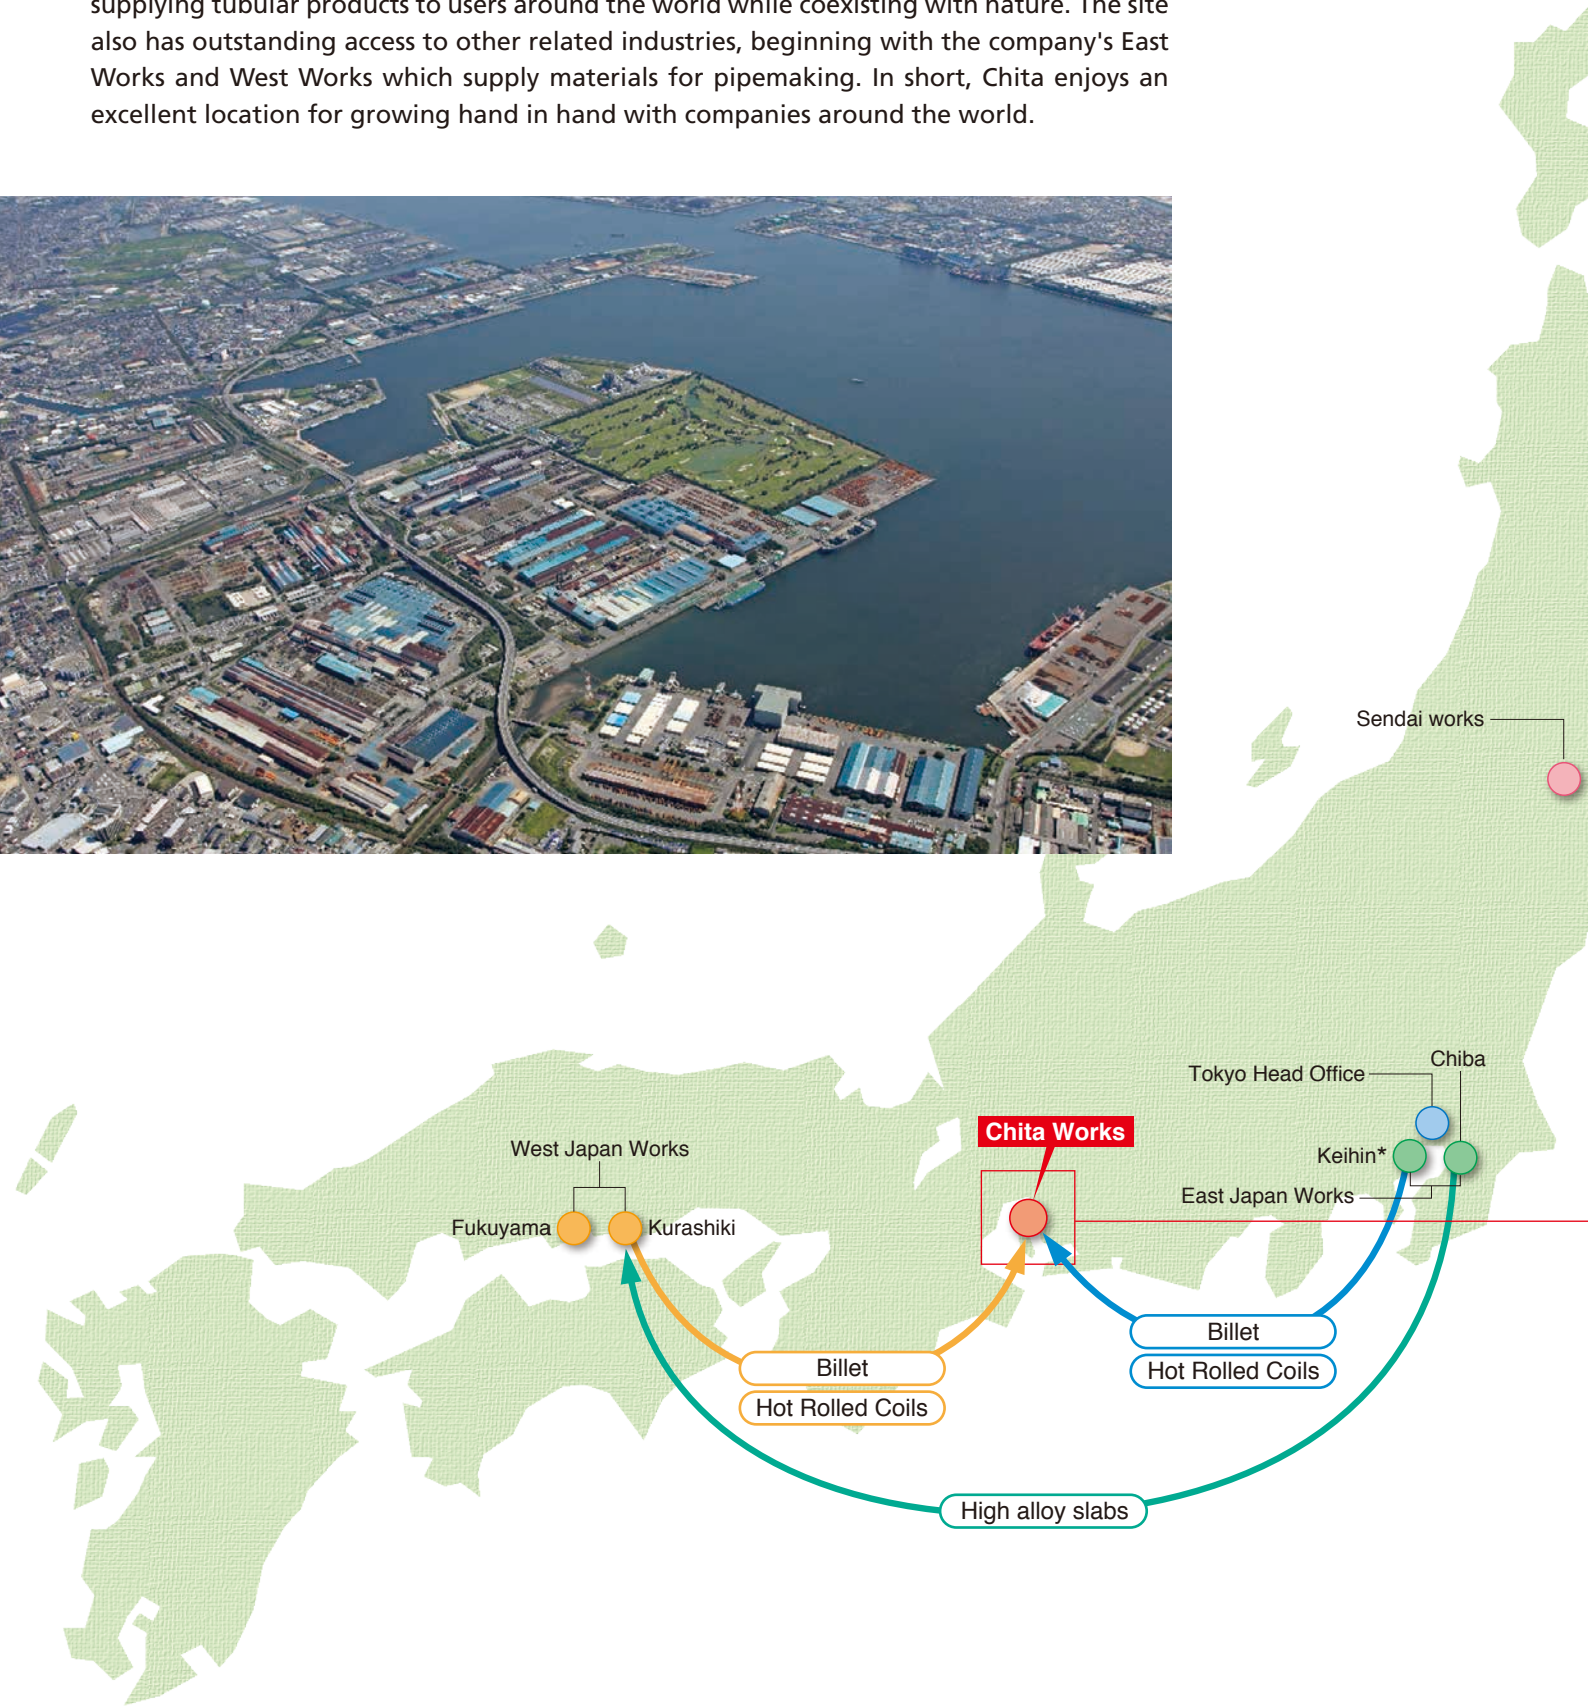 supplying tubular products to users around the world while coexisting with nature. The site
also has outstanding access to other related industries, beginning with the company's East
Works and West Works which supply materials for pipemaking. In short, Chita enjoys an
excellent location for growing hand in hand with companies around the world.
Sendai works
Chiba
Tokyo Head Office
Chita Works
West Japan Works
Keihin*
East Japan Works
Fukuyama
Kurashiki
Billet
Hot Rolled Coils
Billet
Hot Rolled Coils
High alloy slabs